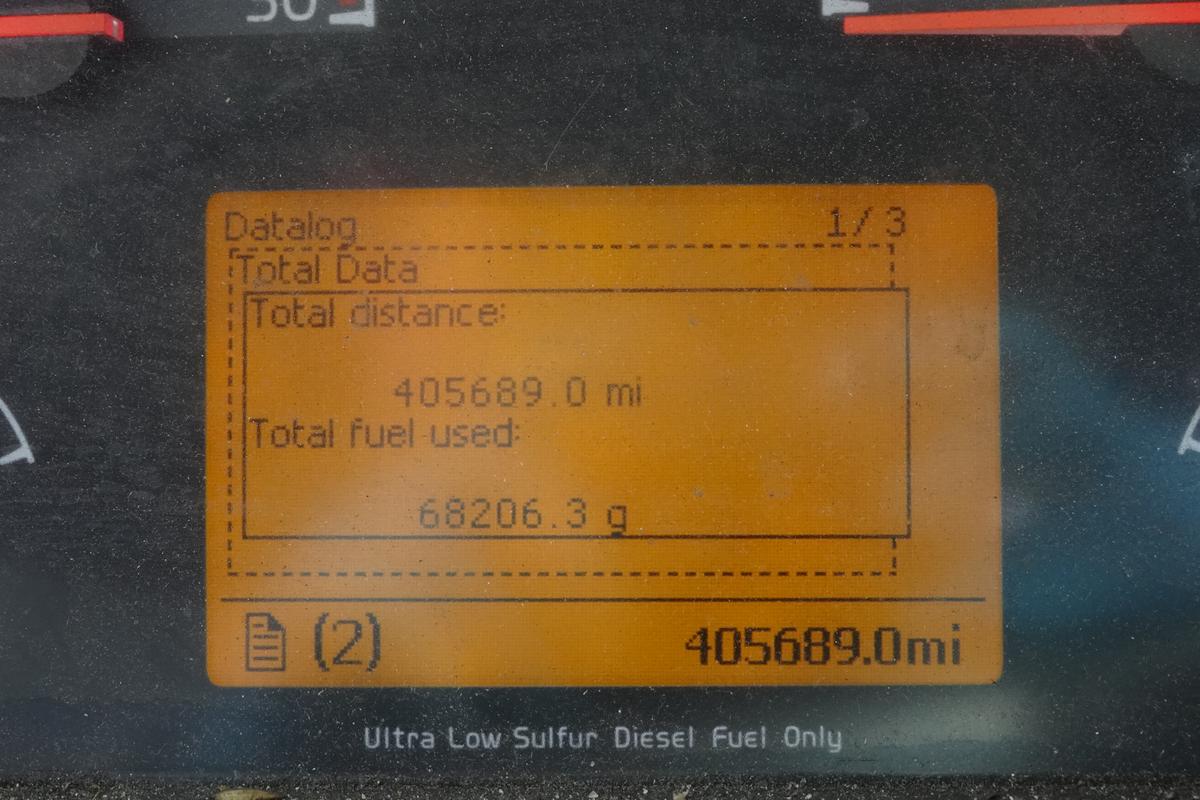 50
Datalog 1/3
Total Data
Total distance:
405689.0 mi
Total fuel used:
68206.3 g
(2) 405689.0mi
Ultra Low Sulfur Diesel Fuel Only